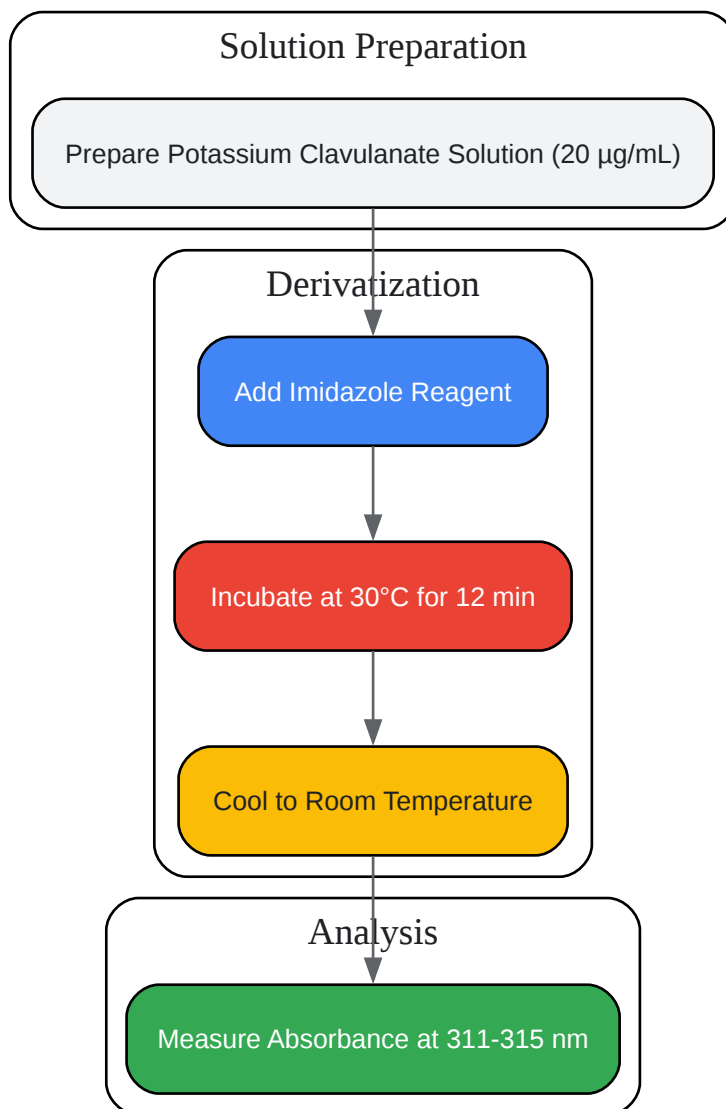 Solution Preparation
Prepare Potassium Clavulanate Solution (20 µg/mL)
Derivatization
Add Imidazole Reagent
Incubate at 30°C for 12 min
Cool to Room Temperature
Analysis
Measure Absorbance at 311-315 nm